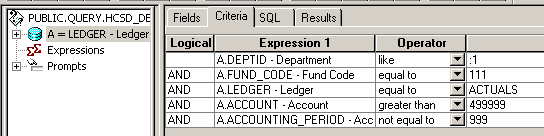 PUBLIC.QUERY.HCSD_DE
A = LEDGER - Ledger
Expressions
Prompts
Fields Criteria SQL Results
Logical Expression 1 Operator
A.DEPTID - Department like :1
AND A.FUND_CODE - Fund Code equal to 111
AND A.LEDGER - Ledger equal to ACTUALS
AND A.ACCOUNT - Account greater than 499999
AND A.ACCOUNTING_PERIOD - Acc not equal to 999